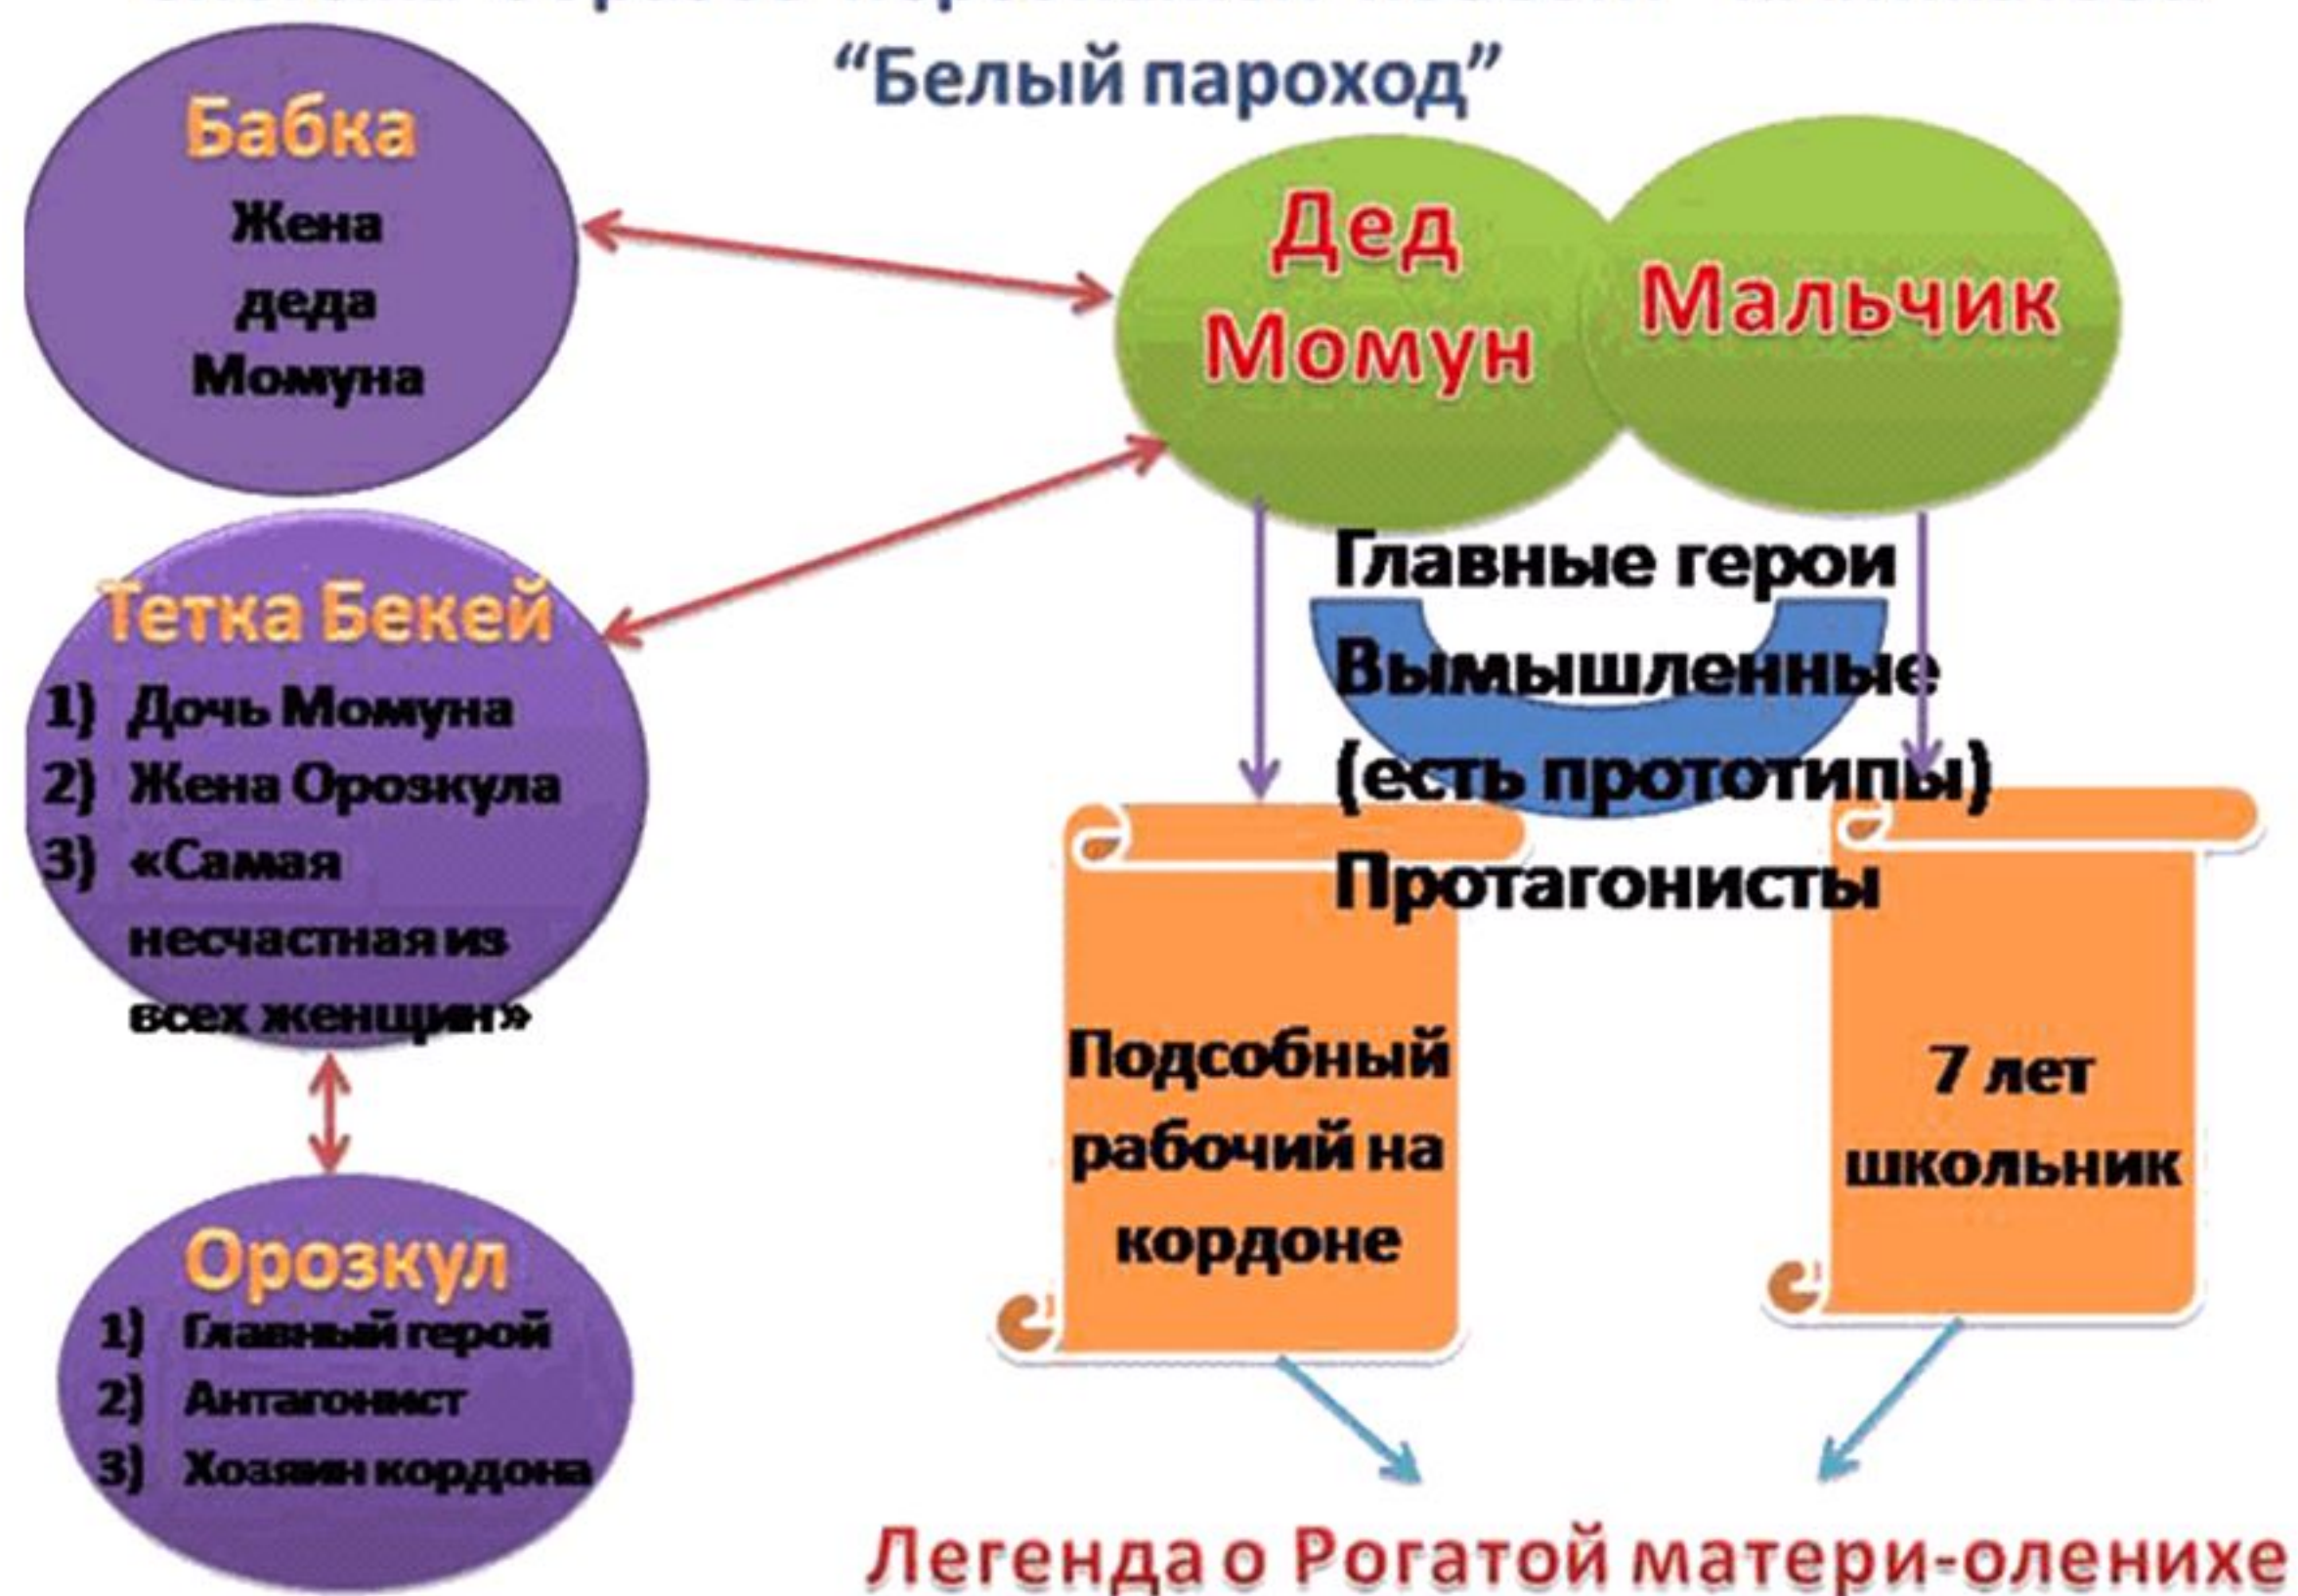 “Белый пароход”
Бабка
Жена
деда
Момуна
Дед
Момун
Мальчик
Главные герои
Вымышленные
(есть прототипы)
Протагонисты
Тетка Бекей
1) Дочь Момуна
2) Жена Орозкула
3) «Самая
несчастная из
всех женщин»
Подсобный
рабочий на
кордоне
7 лет
школьник
Орозкул
1) Главный герой
2) Антагонист
3) Хозяин кордона
Легенда о Рогатой матери-оленихе